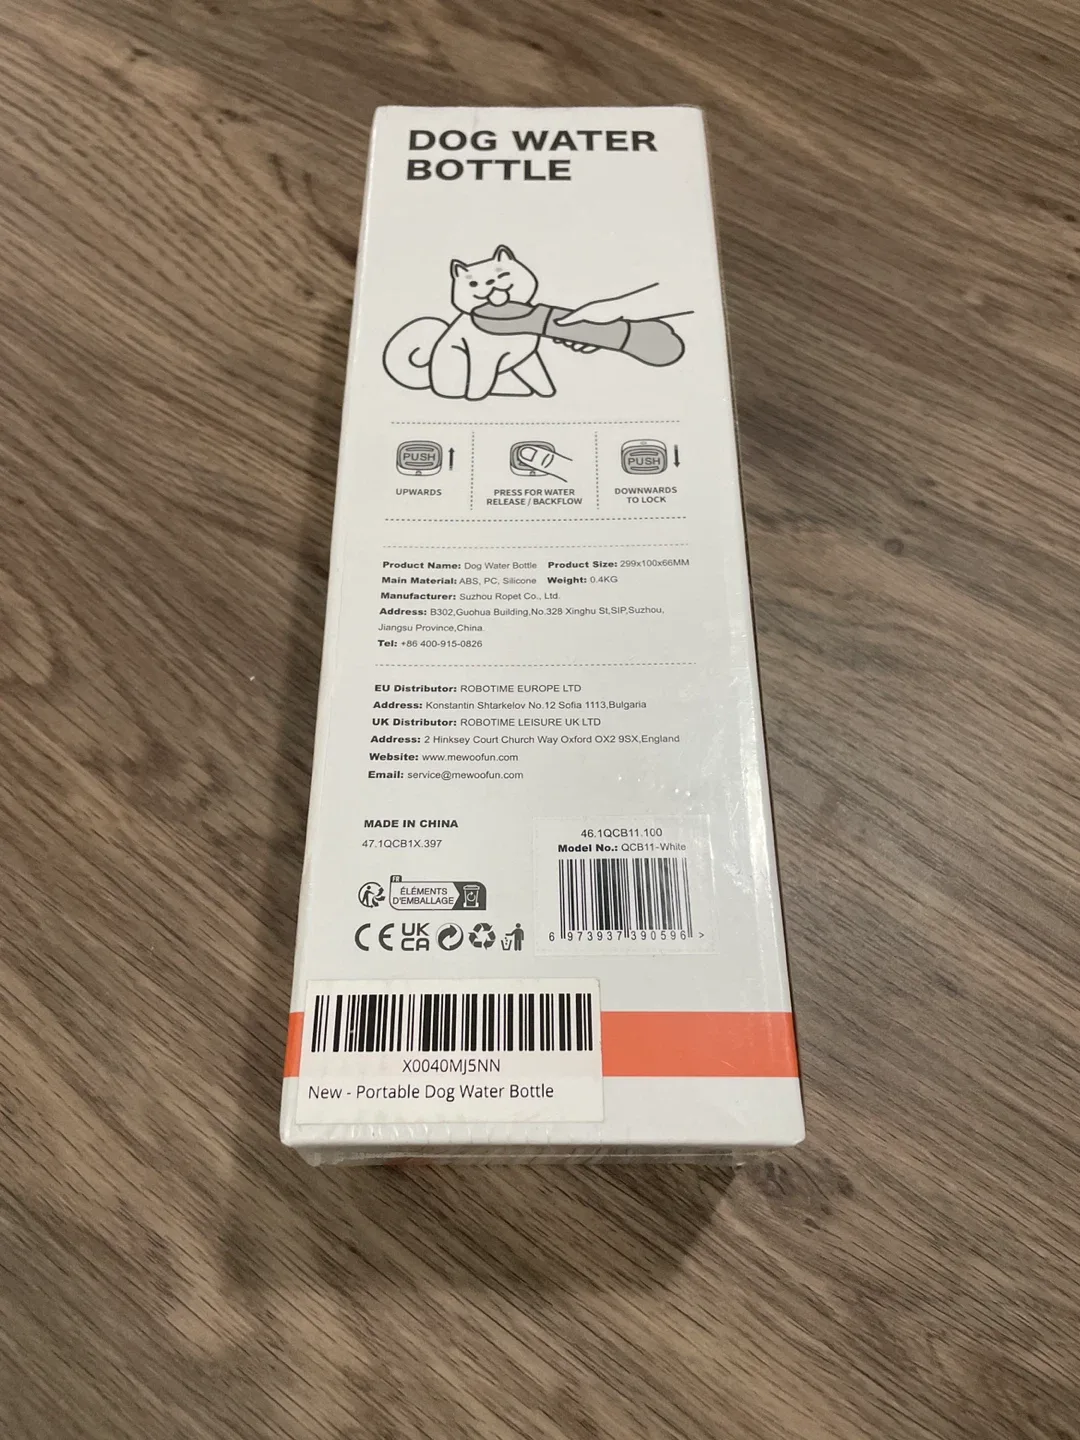 DOG WATER
BOTTLE
PUSH
PUSH
UPWARDS
PRESS FOR WATER
RELEASE / BACKFLOW
DOWNWARDS
TO LOCK
Product Name: Dog Water Bottle Product Size: 299x100x66MM
Main Material: ABS, PC, Silicone Weight: 0.4KG
Manufacturer: Suzhou Ropet Co., Ltd.
Address: B302,Guohua Building,No.328 Xinghu St,SIP,Suzhou,
Jiangsu Province,China.
Tel: +86 400-915-0826
EU Distributor: ROBOTIME EUROPE LTD
Address: Konstantin Shtarkelov No.12 Sofia 1113,Bulgaria
UK Distributor: ROBOTIME LEISURE UK LTD
Address: 2 Hinksey Court Church Way Oxford OX2 9SX,England
Website: www.mewoofun.com
Email: service@mewoofun.com
MADE IN CHINA
47.1QCB1X.397
46.1QCB11.100
Model No.: QCB11-White
6 973937 390596 >
FR
ÉLÉMENTS
D'EMBALLAGE
CE UK
CA
X0040MJ5NN
New - Portable Dog Water Bottle